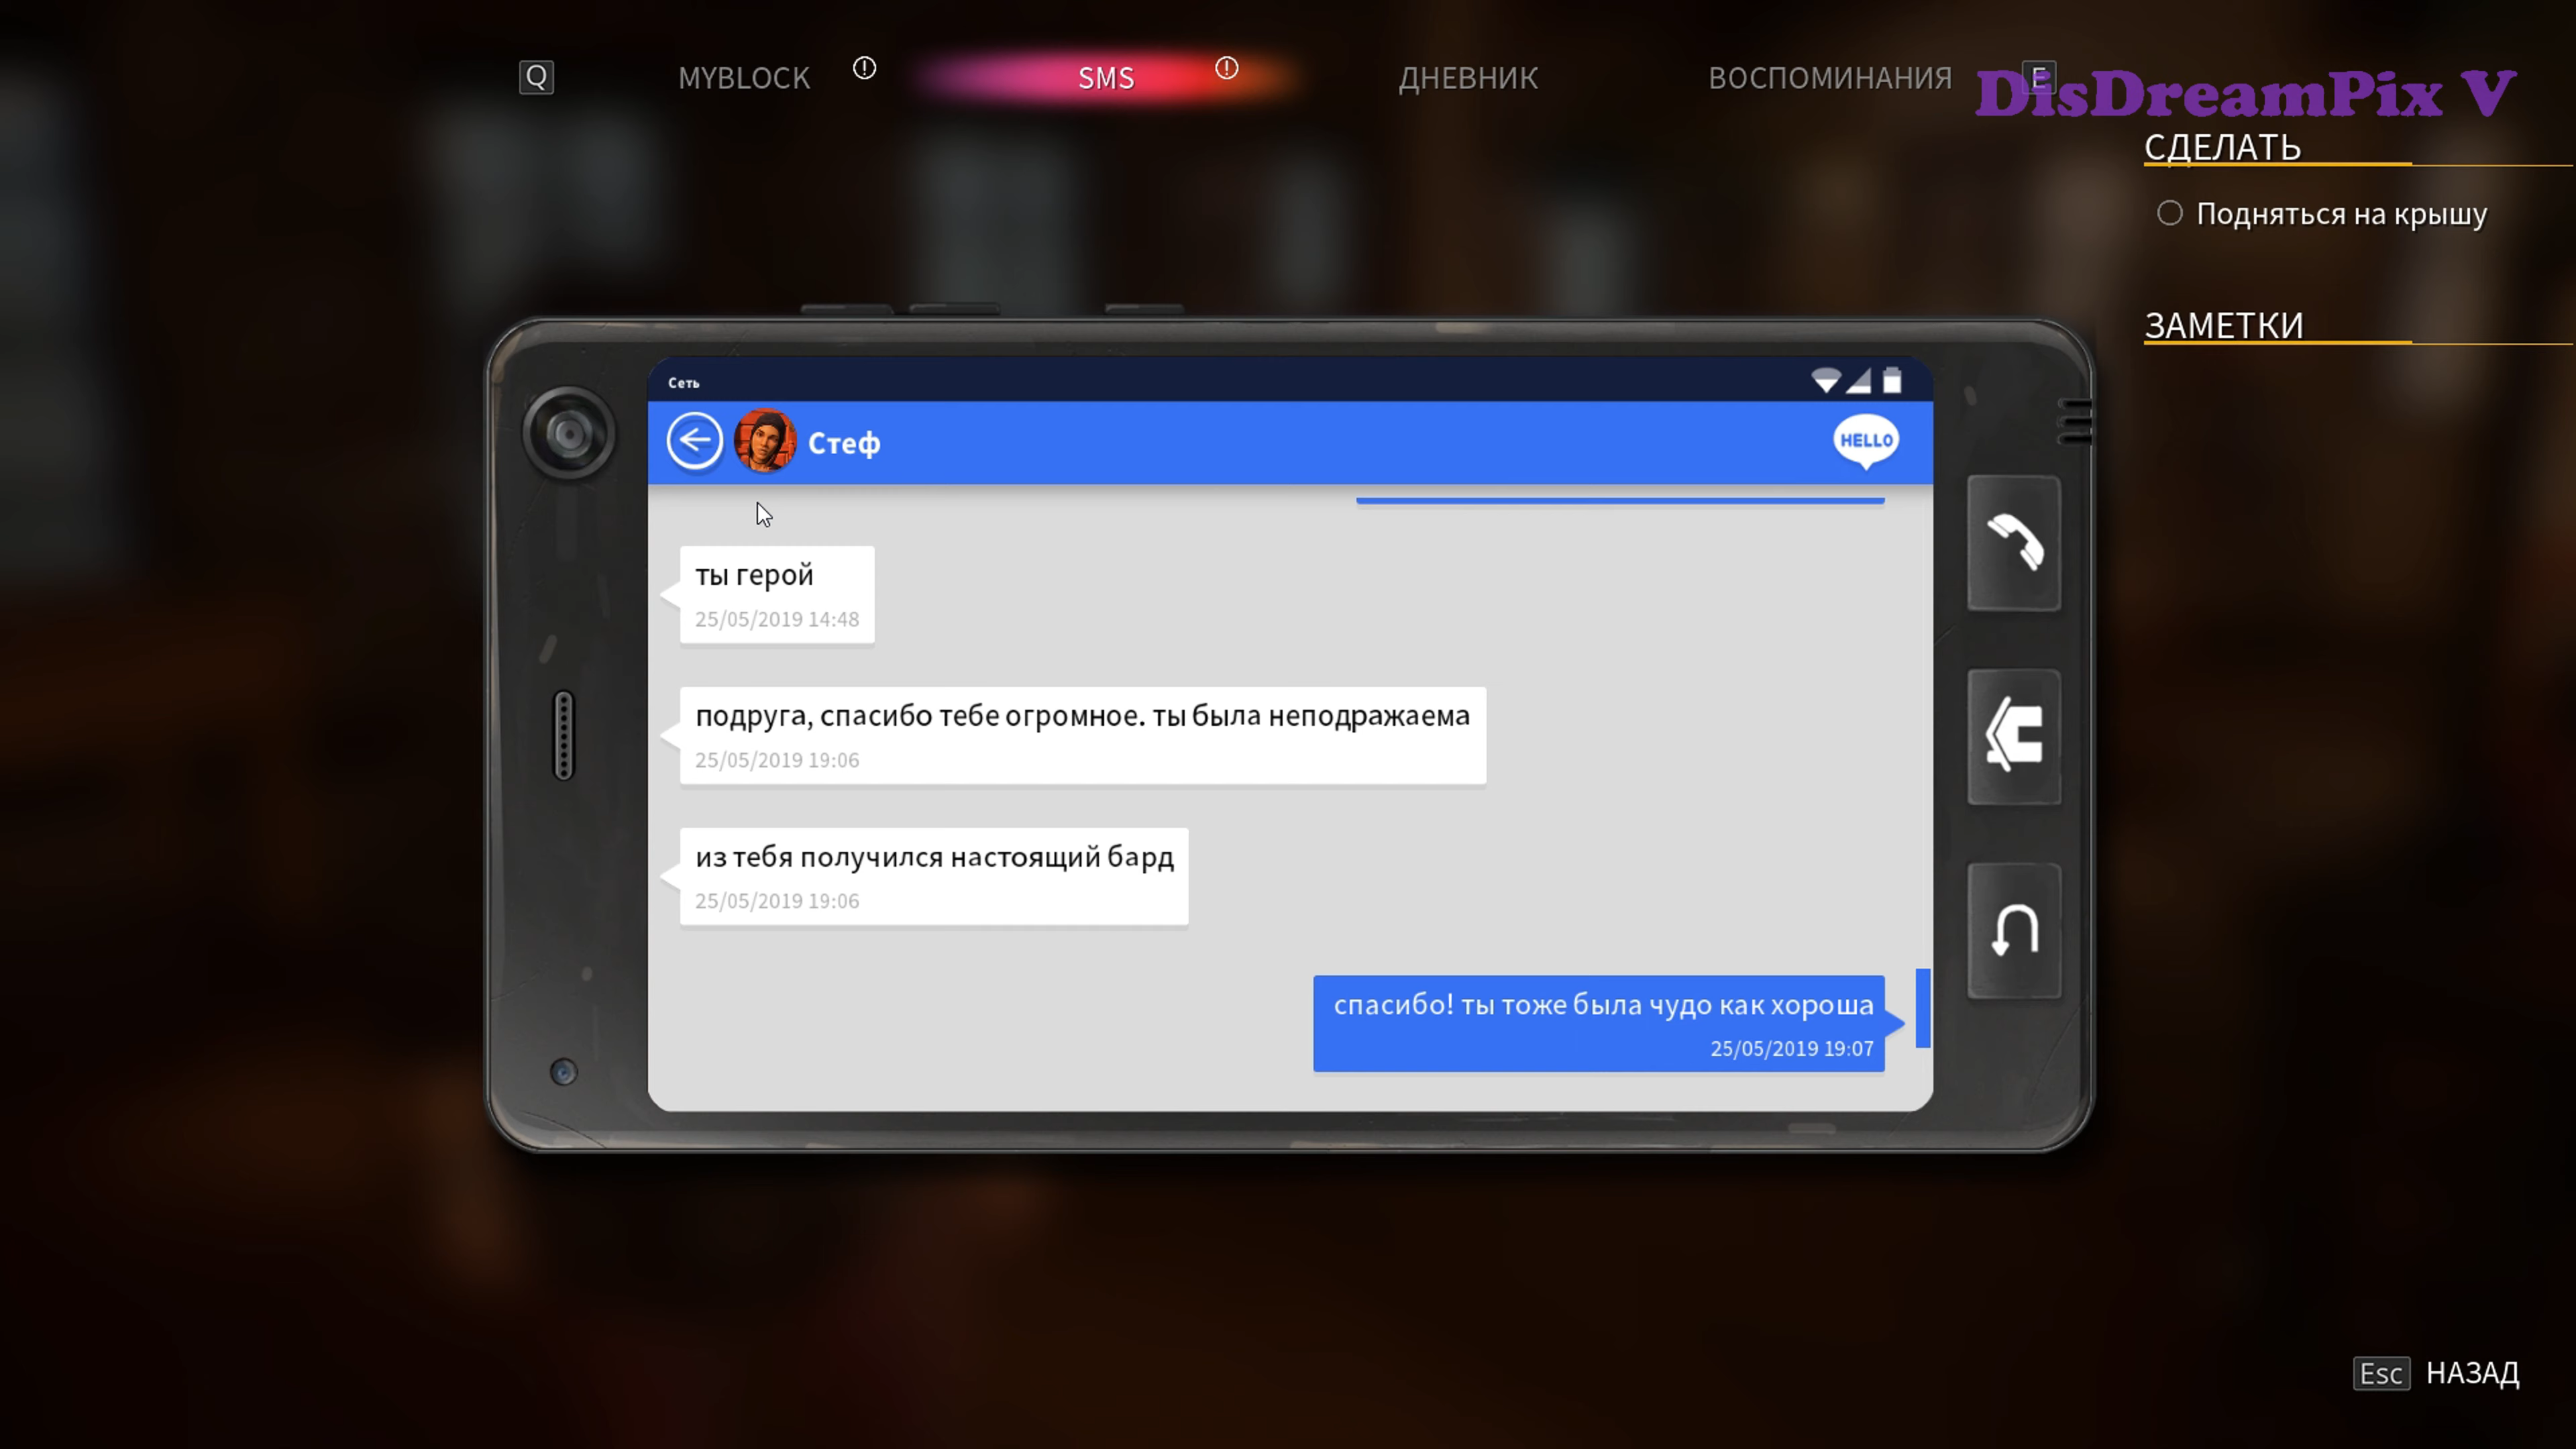 Q MYBLOCK SMS ДНЕВНИК ВОСПОМИНАНИЯ E
DisDreamPix V
СДЕЛАТЬ
Подняться на крышу
ЗАМЕТКИ
Сеть
Стеф
HELLO
ты герой
25/05/2019 14:48
подруга, спасибо тебе огромное. ты была неподражаема
25/05/2019 19:06
из тебя получился настоящий бард
25/05/2019 19:06
спасибо! ты тоже была чудо как хороша
25/05/2019 19:07
Esc НАЗАД